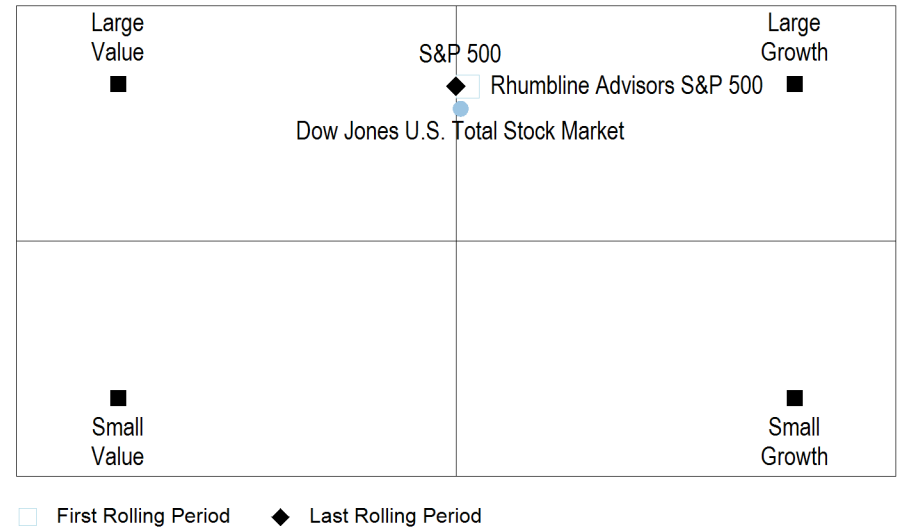 Large
Value
Large
Growth
S&P 500
Rhumbline Advisors S&P 500
Dow Jones U.S. Total Stock Market
Small
Value
Small
Growth
First Rolling Period
Last Rolling Period